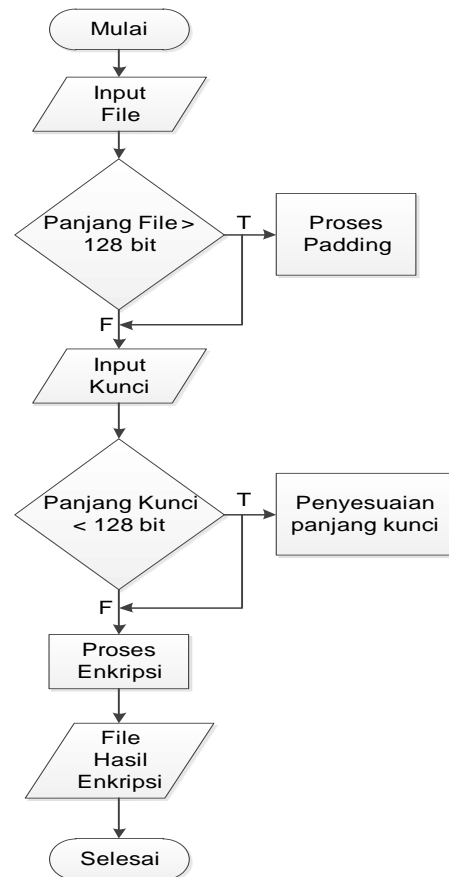 Mulai
Input
File
Panjang File >
128 bit
T
Proses
Padding
F
Input
Kunci
Panjang Kunci
< 128 bit
T
Penyesuaian
panjang kunci
F
Proses
Enkripsi
File
Hasil
Enkripsi
Selesai